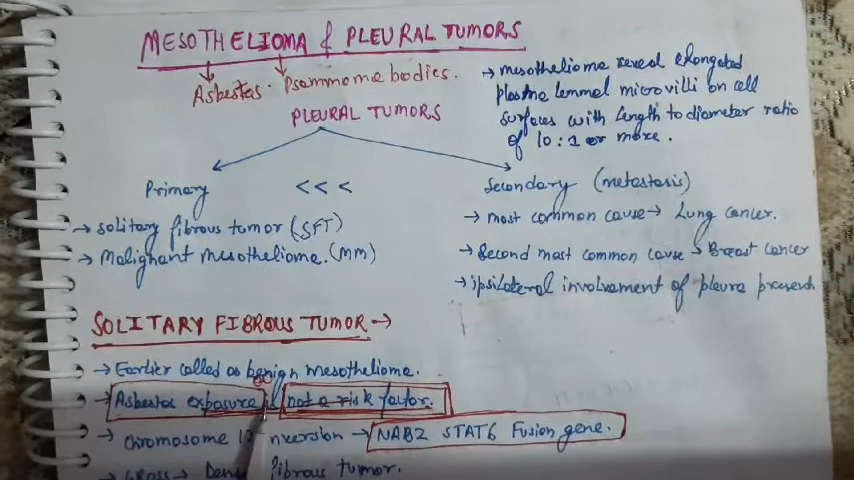 MESOTHELIOMA & PLEURAL TUMORS
Asbestas. Psammoma bodies.
→ mesothelioma reveal elongated
plasma lemmal microvilli on cell
surfaces with length to diameter ratio
of 10:1 or more.
PLEURAL TUMORS
Primary <<< Secondary (metastasis)
→ solitary fibrous tumor (SFT)
→ Malignant mesothelioma. (MM)
→ most common cause → Lung cancer.
→ Second most common cause → Breast cancer
→ ipsilateral involvement of pleura present
SOLITARY FIBROUS TUMOR →
→ Earlier called as benign mesothelioma.
→ Asbestos exposure is not a risk factor.
→ chromosome 12 inversion → NAB2 STAT6 Fusion gene.
→ Gross → Dense fibrous tumor.